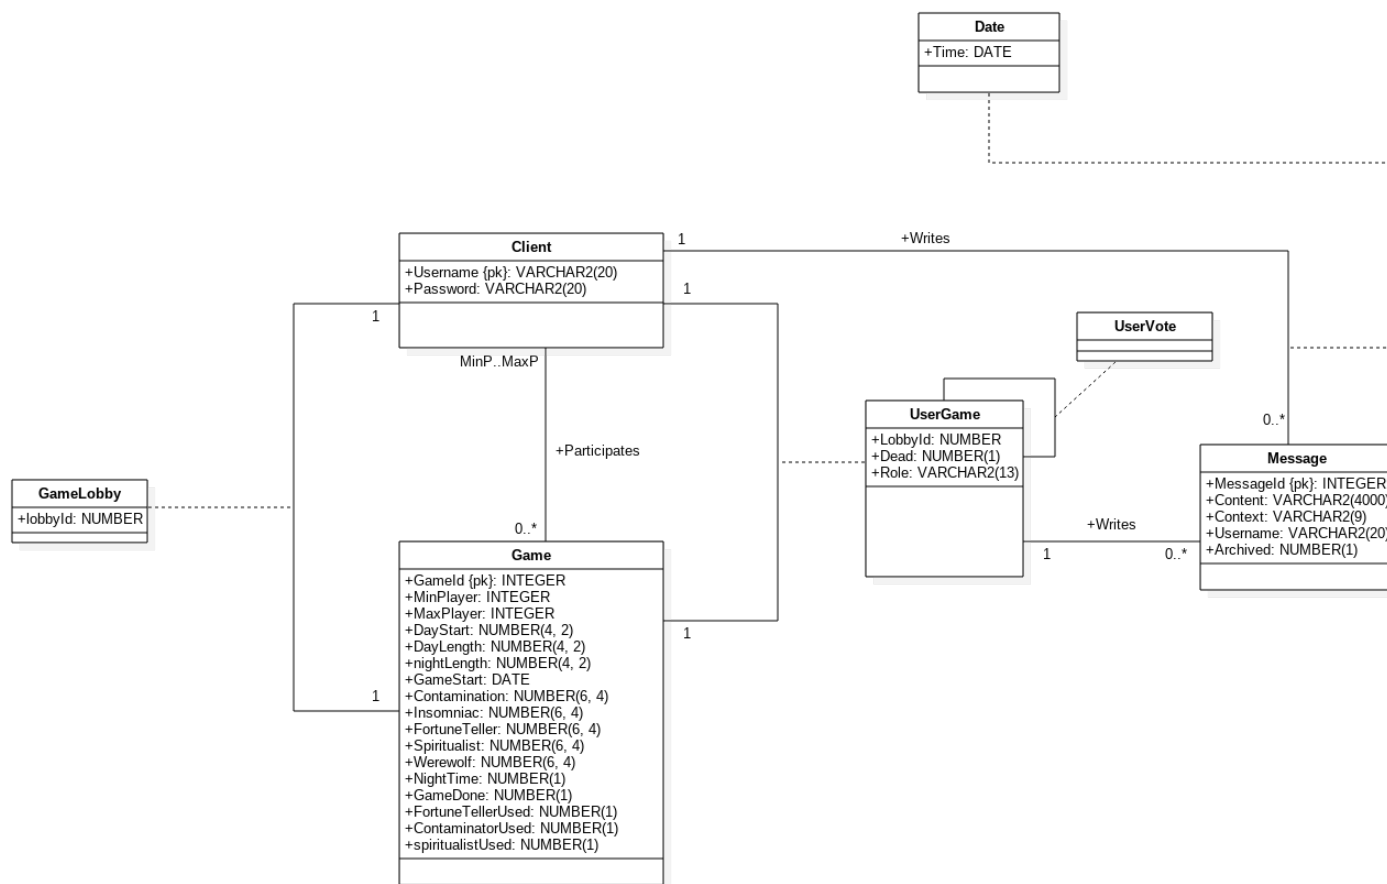 Date
+Time: DATE
Client
+Username {pk}: VARCHAR2(20)
+Password: VARCHAR2(20)
1
+Writes
1
1
MinP..MaxP
+Participates
0..*
UserVote
UserGame
+LobbyId: NUMBER
+Dead: NUMBER(1)
+Role: VARCHAR2(13)
0..*
Message
+MessageId {pk}: INTEGER
+Content: VARCHAR2(4000)
+Context: VARCHAR2(9)
+Username: VARCHAR2(20)
+Archived: NUMBER(1)
+Writes
1
0..*
GameLobby
+lobbyId: NUMBER
Game
+GameId {pk}: INTEGER
+MinPlayer: INTEGER
+MaxPlayer: INTEGER
+DayStart: NUMBER(4, 2)
+DayLength: NUMBER(4, 2)
+nightLength: NUMBER(4, 2)
+GameStart: DATE
+Contamination: NUMBER(6, 4)
+Insomniac: NUMBER(6, 4)
+FortuneTeller: NUMBER(6, 4)
+Spiritualist: NUMBER(6, 4)
+Werewolf: NUMBER(6, 4)
+NightTime: NUMBER(1)
+GameDone: NUMBER(1)
+FortuneTellerUsed: NUMBER(1)
+ContaminatorUsed: NUMBER(1)
+spiritualistUsed: NUMBER(1)
1
1